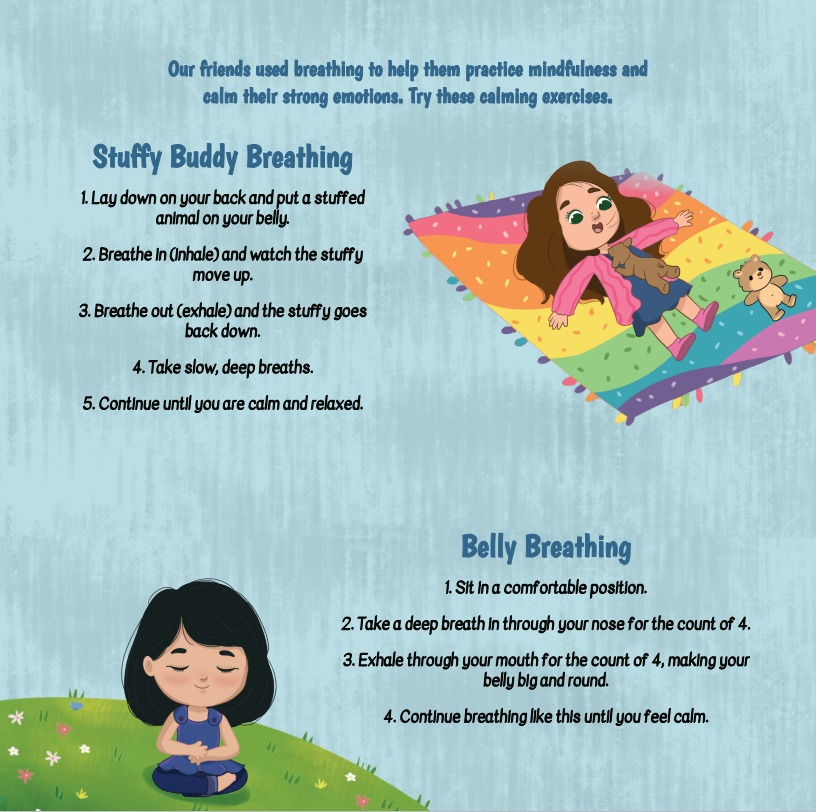 Our friends used breathing to help them practice mindfulness and
calm their strong emotions. Try these calming exercises.
Stuffy Buddy Breathing
1. Lay down on your back and put a stuffed
animal on your belly.
2. Breathe in (inhale) and watch the stuffy
move up.
3. Breathe out (exhale) and the stuffy goes
back down.
4. Take slow, deep breaths.
5. Continue until you are calm and relaxed.
Belly Breathing
1. Sit in a comfortable position.
2. Take a deep breath in through your nose for the count of 4.
3. Exhale through your mouth for the count of 4, making your
belly big and round.
4. Continue breathing like this until you feel calm.